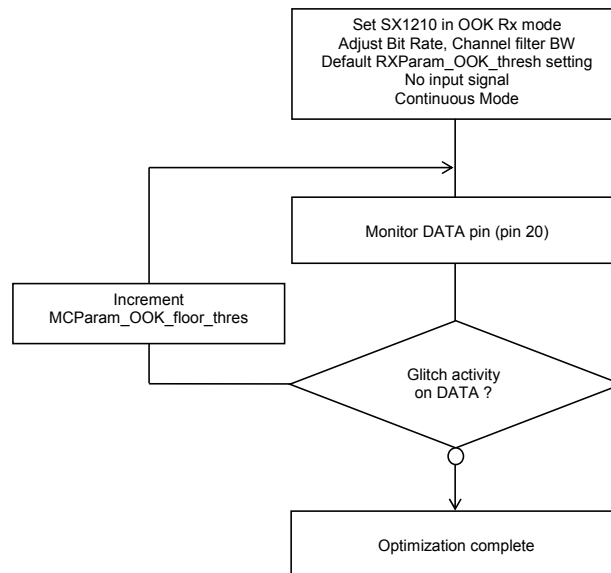 Set SX1210 in OOK Rx mode
Adjust Bit Rate, Channel filter BW
Default RXParam_OOK_thresh setting
No input signal
Continuous Mode
Monitor DATA pin (pin 20)
Increment
MCParam_OOK_floor_thres
Glitch activity
on DATA ?
Optimization complete